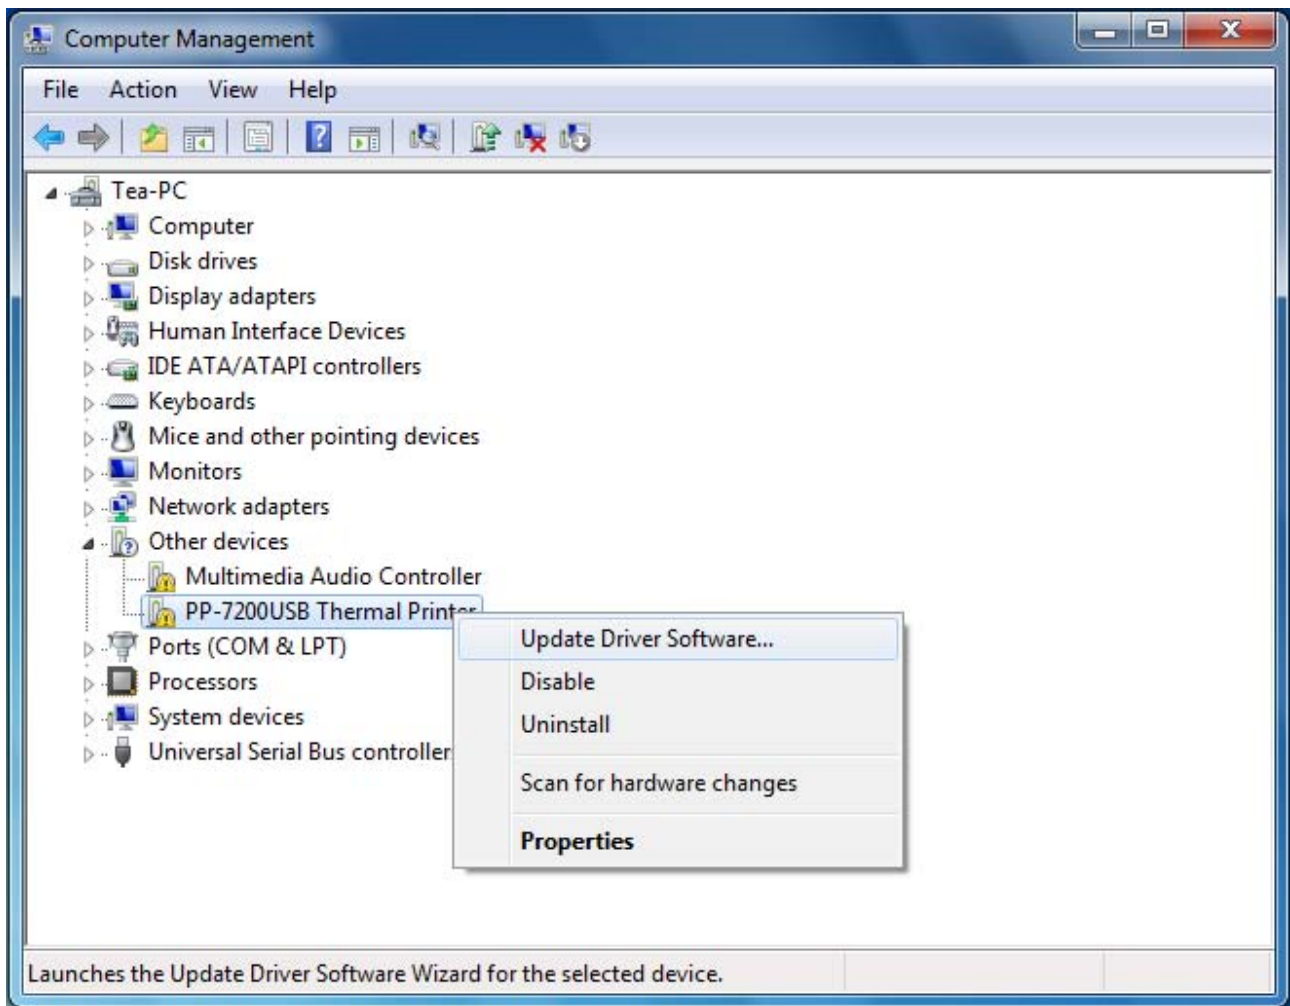 Computer Management
File Action View Help
Tea-PC
Computer
Disk drives
Display adapters
Human Interface Devices
IDE ATA/ATAPI controllers
Keyboards
Mice and other pointing devices
Monitors
Network adapters
Other devices
Multimedia Audio Controller
PP-7200USB Thermal Printer
Ports (COM & LPT)
Processors
System devices
Universal Serial Bus controller
Update Driver Software...
Disable
Uninstall
Scan for hardware changes
Properties
Launches the Update Driver Software Wizard for the selected device.